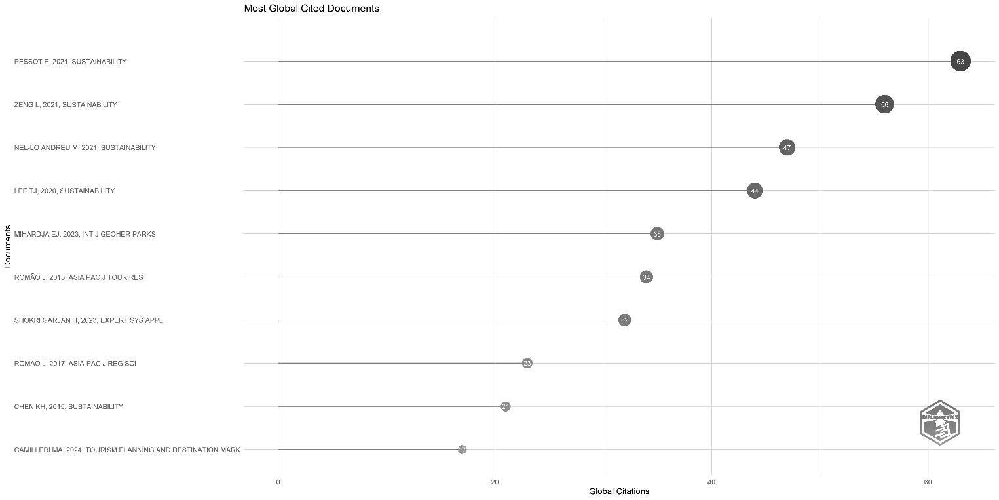 Most Global Cited Documents
PESSOT E, 2021, SUSTAINABILITY
63
ZENG L, 2021, SUSTAINABILITY
56
NEL-LO ANDREU M, 2021, SUSTAINABILITY
47
LEE TJ, 2020, SUSTAINABILITY
44
MIHARDJA EJ, 2023, INT J GEOHER PARKS
35
ROMÃO J, 2018, ASIA PAC J TOUR RES
34
SHOKRI GARJAN H, 2023, EXPERT SYS APPL
32
ROMÃO J, 2017, ASIA-PAC J REG SCI
23
CHEN KH, 2015, SUSTAINABILITY
21
CAMILLERI MA, 2024, TOURISM PLANNING AND DESTINATION MARK
17
Documents
0 20 40 60
Global Citations
BIBLIOMETRIX